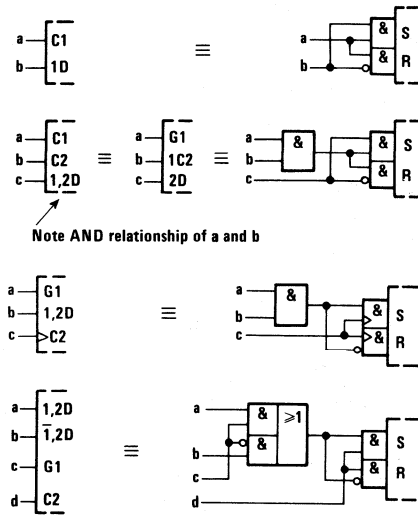 a C1 ≡ a & S
b 1D b & R
a C1 a G1 a & & S
b C2 ≡ b 1C2 ≡ b
c 1,2D c 2D c & R
Note AND relationship of a and b
a G1 a & & S
b 1,2D ≡ b
c C2 c & R
a 1,2D a & ≥1
b 1̅,2D ≡ & & S
c G1 b & R
d C2 c
d